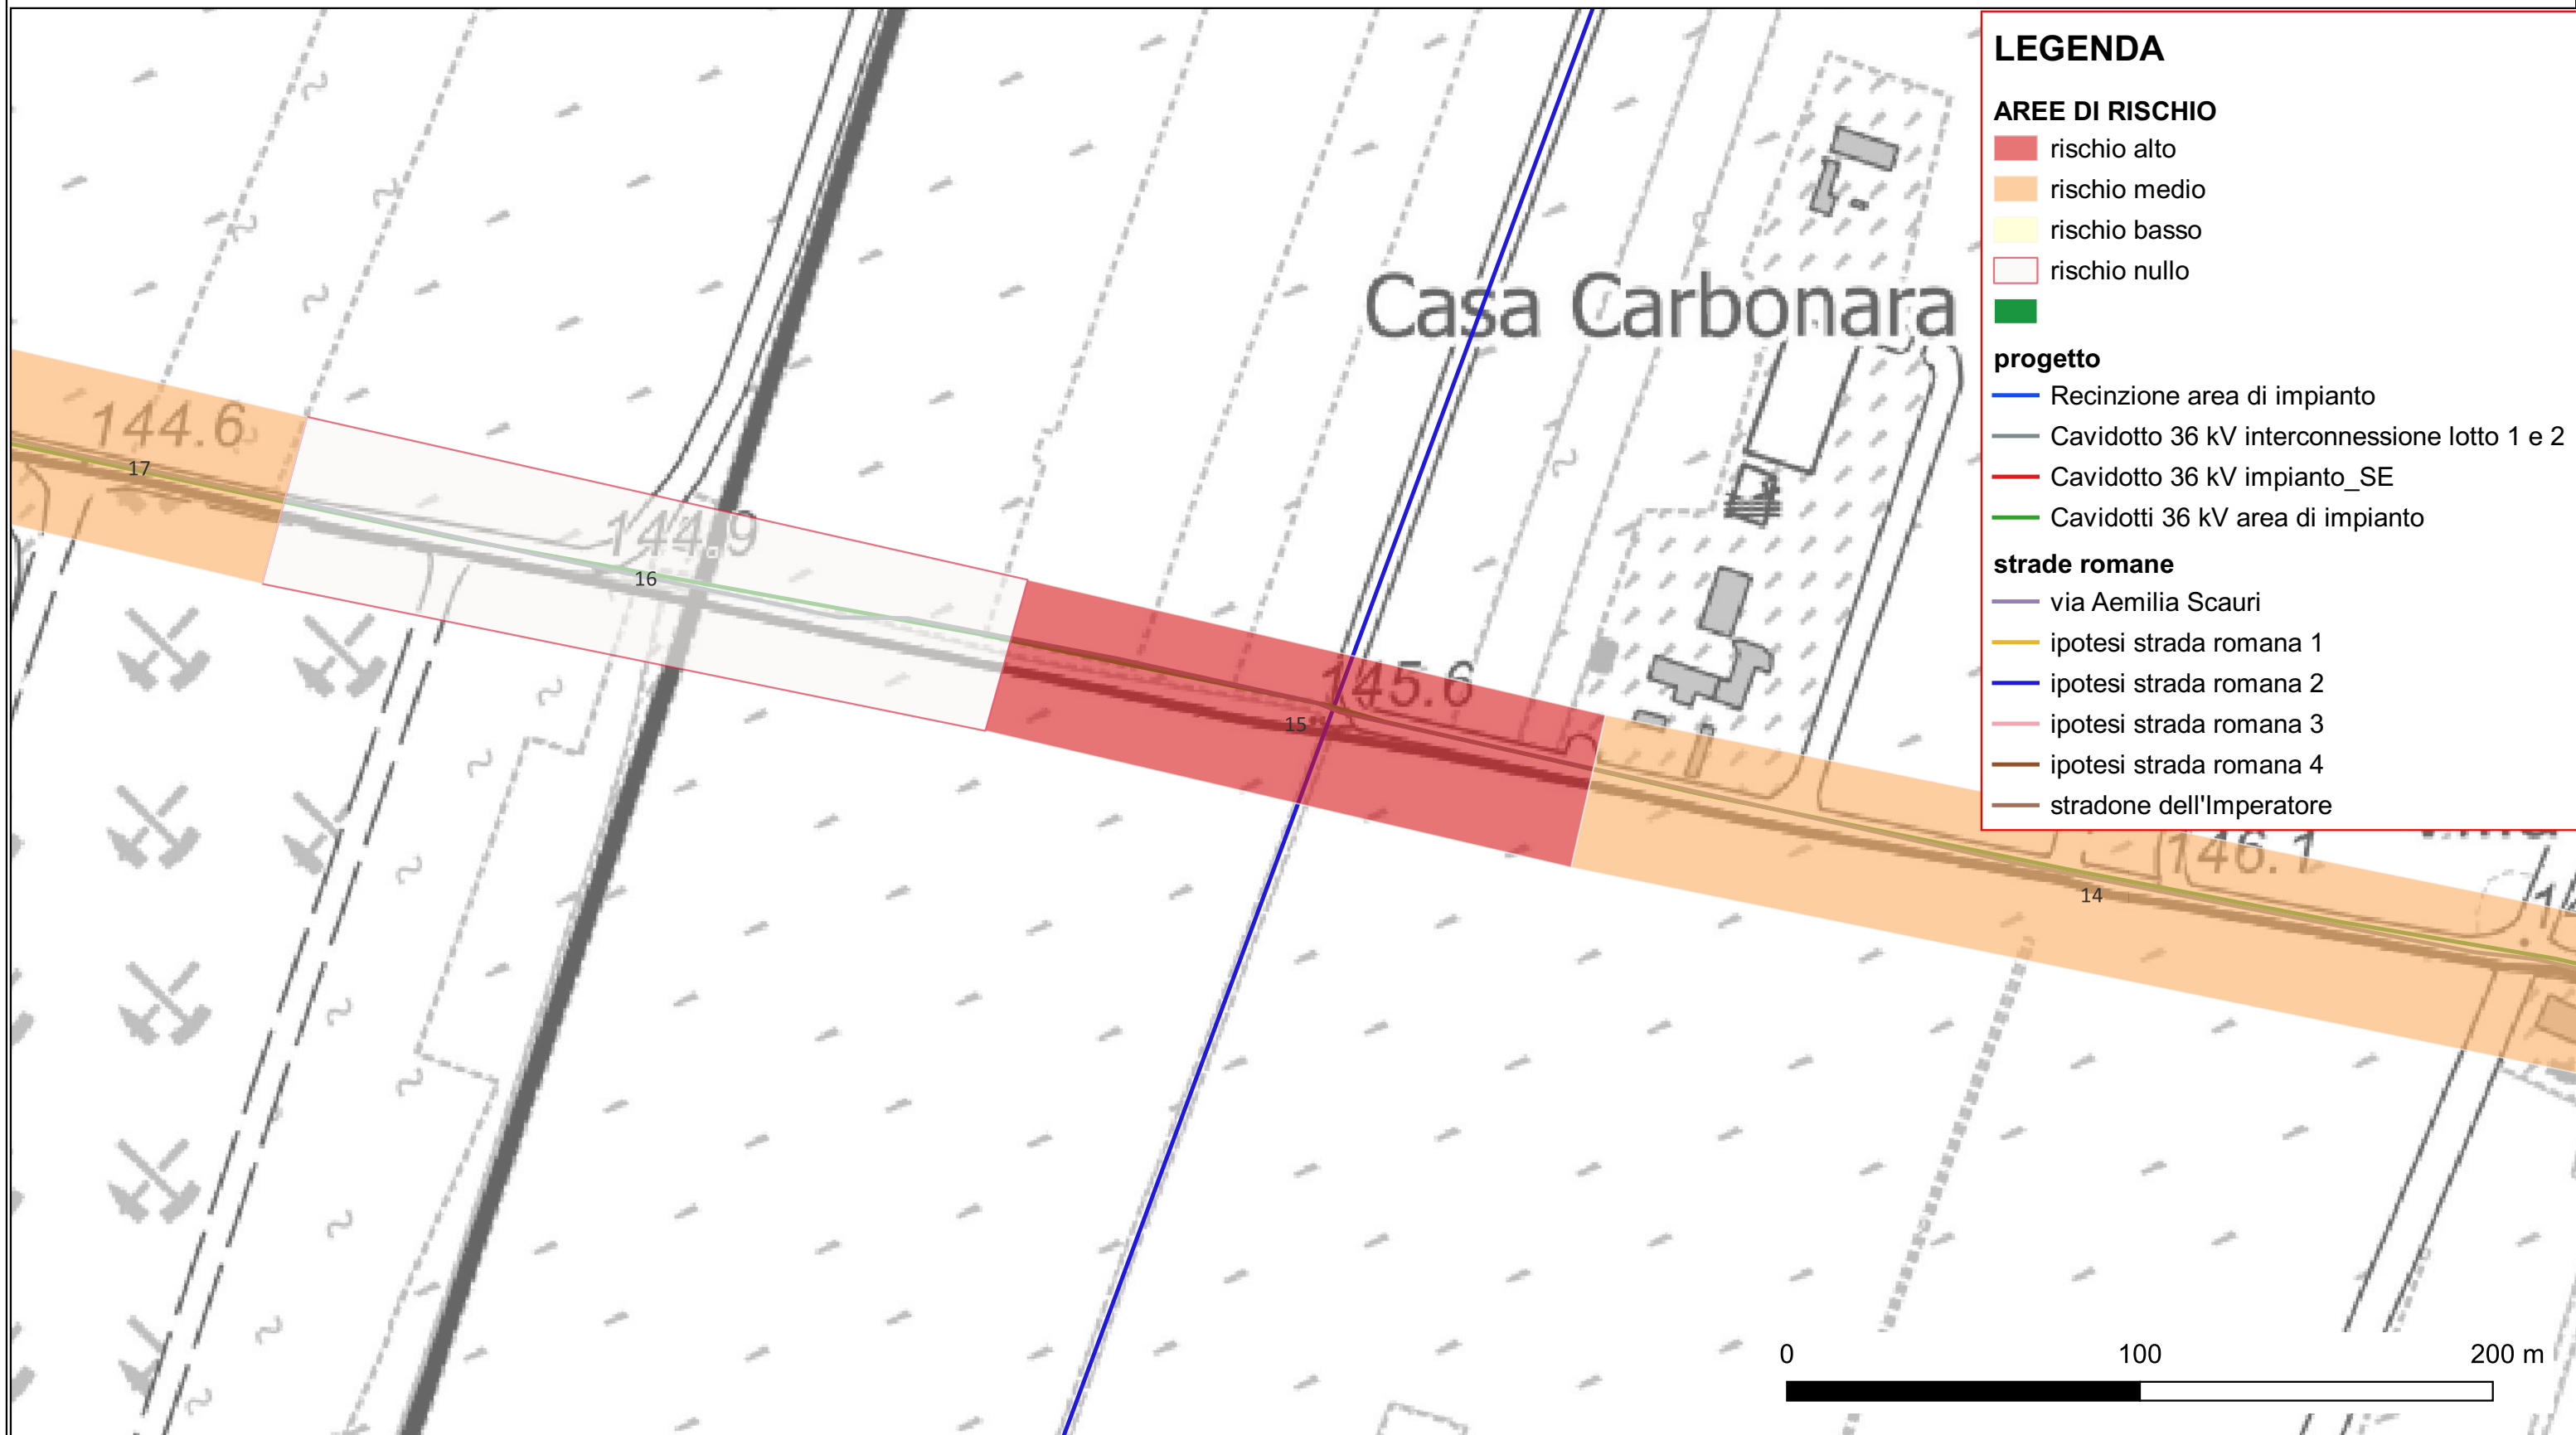 LEGENDA
AREE DI RISCHIO
rischio alto
rischio medio
rischio basso
rischio nullo
progetto
Recinzione area di impianto
Cavidotto 36 kV interconnessione lotto 1 e 2
Cavidotto 36 kV impianto_SE
Cavidotti 36 kV area di impianto
strade romane
via Aemilia Scauri
ipotesi strada romana 1
ipotesi strada romana 2
ipotesi strada romana 3
ipotesi strada romana 4
stradone dell'Imperatore
Casa Carbonara
144.6
17
144.9
16
145.6
15
146.1
14
0 100 200 m